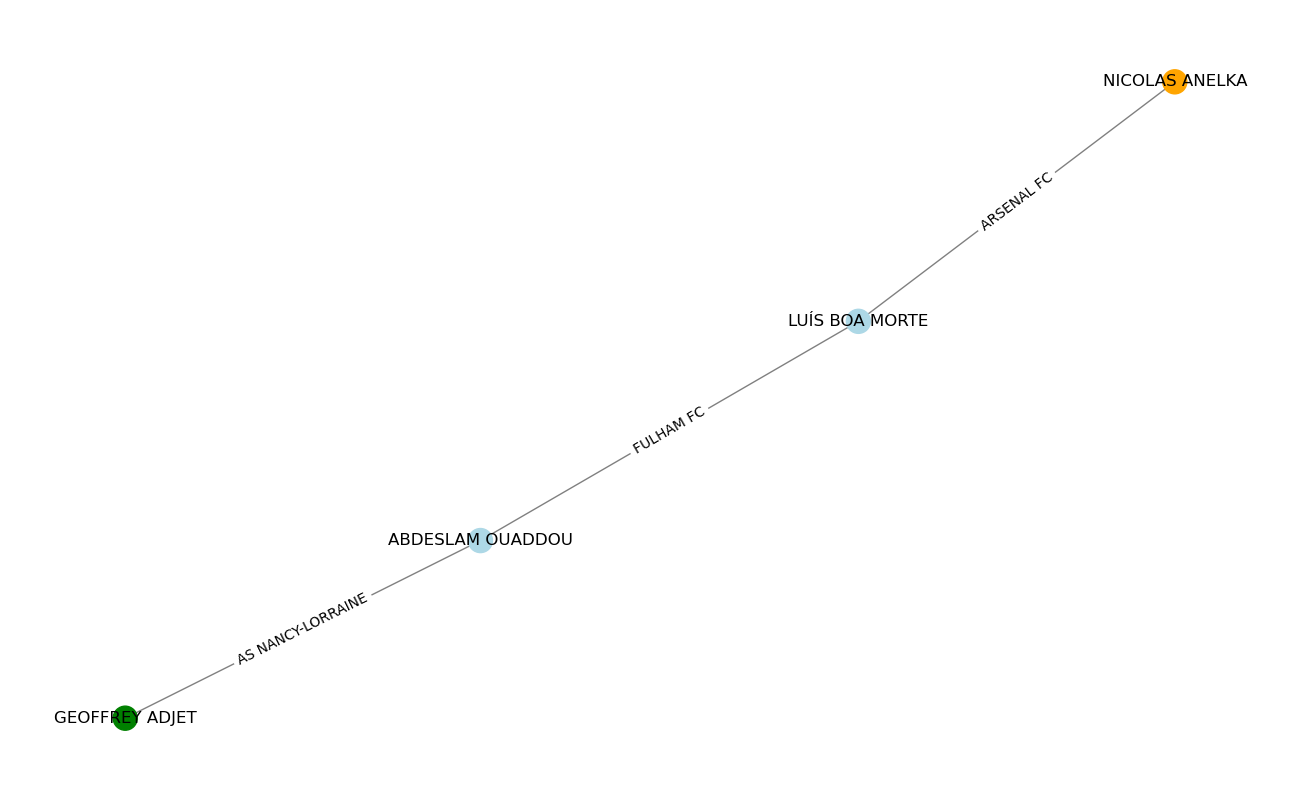 NICOLAS ANELKA
ARSENAL FC
LUÍS BOA MORTE
FULHAM FC
ABDESLAM OUADDOU
AS NANCY-LORRAINE
GEOFFREY ADJET